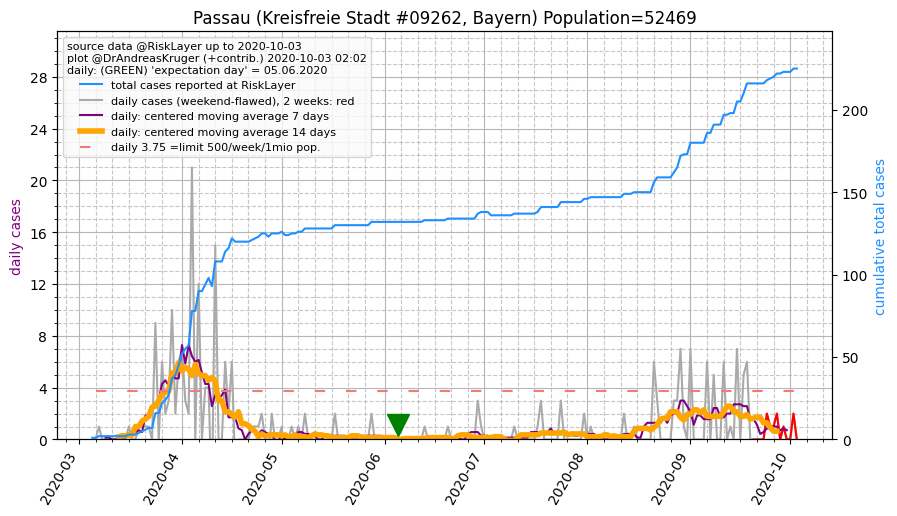 Passau (Kreisfreie Stadt #09262, Bayern) Population=52469
source data @RiskLayer up to 2020-10-03
plot @DrAndreasKruger (+contrib.) 2020-10-03 02:02
daily: (GREEN) 'expectation day' = 05.06.2020
total cases reported at RiskLayer
daily cases (weekend-flawed), 2 weeks: red
daily: centered moving average 7 days
daily: centered moving average 14 days
daily 3.75 =limit 500/week/1mio pop.
daily cases
28
24
20
16
12
8
4
0
cumulative total cases
200
150
100
50
0
2020-03
2020-04
2020-05
2020-06
2020-07
2020-08
2020-09
2020-10